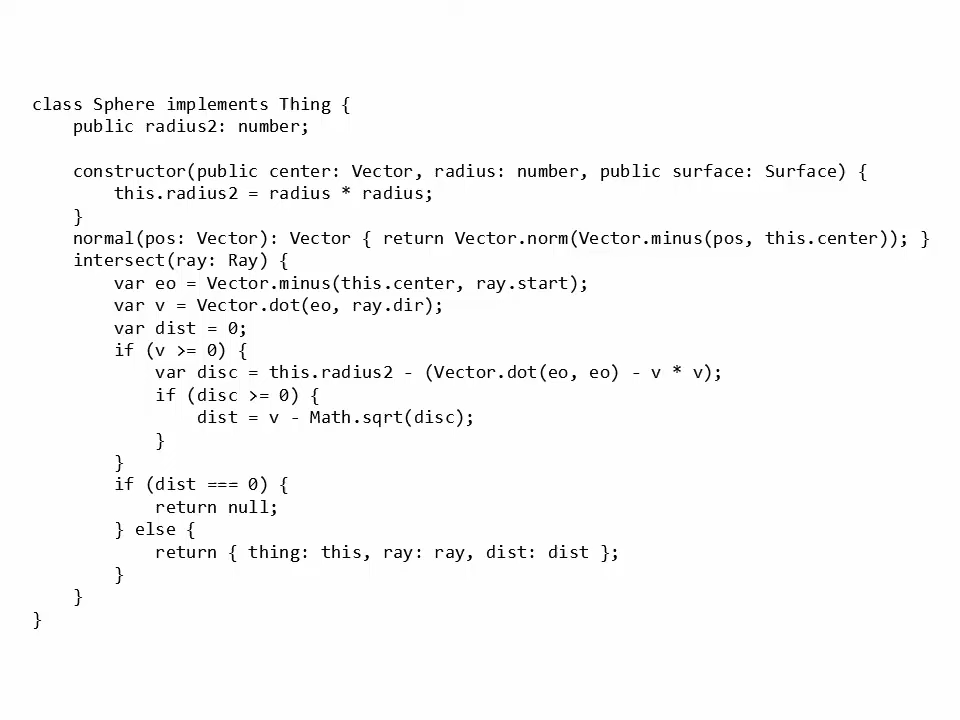 class Sphere implements Thing {
    public radius2: number;

    constructor(public center: Vector, radius: number, public surface: Surface) {
        this.radius2 = radius * radius;
    }
    normal(pos: Vector): Vector { return Vector.norm(Vector.minus(pos, this.center)); }
    intersect(ray: Ray) {
        var eo = Vector.minus(this.center, ray.start);
        var v = Vector.dot(eo, ray.dir);
        var dist = 0;
        if (v >= 0) {
            var disc = this.radius2 - (Vector.dot(eo, eo) - v * v);
            if (disc >= 0) {
                dist = v - Math.sqrt(disc);
            }
        }
        if (dist === 0) {
            return null;
        } else {
            return { thing: this, ray: ray, dist: dist };
        }
    }
}